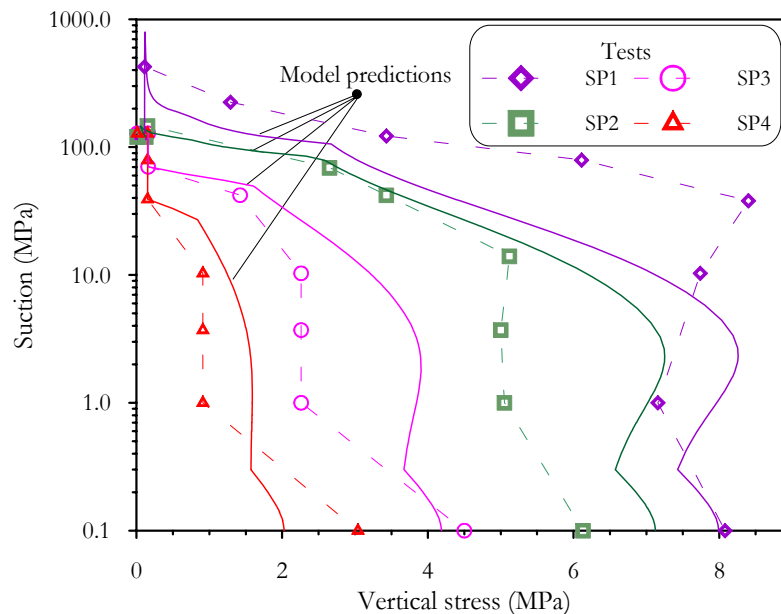 1000.0
Tests
SP1
SP3
SP2
SP4
Model predictions
100.0
10.0
1.0
0.1
Suction (MPa)
0
2
4
6
8
Vertical stress (MPa)